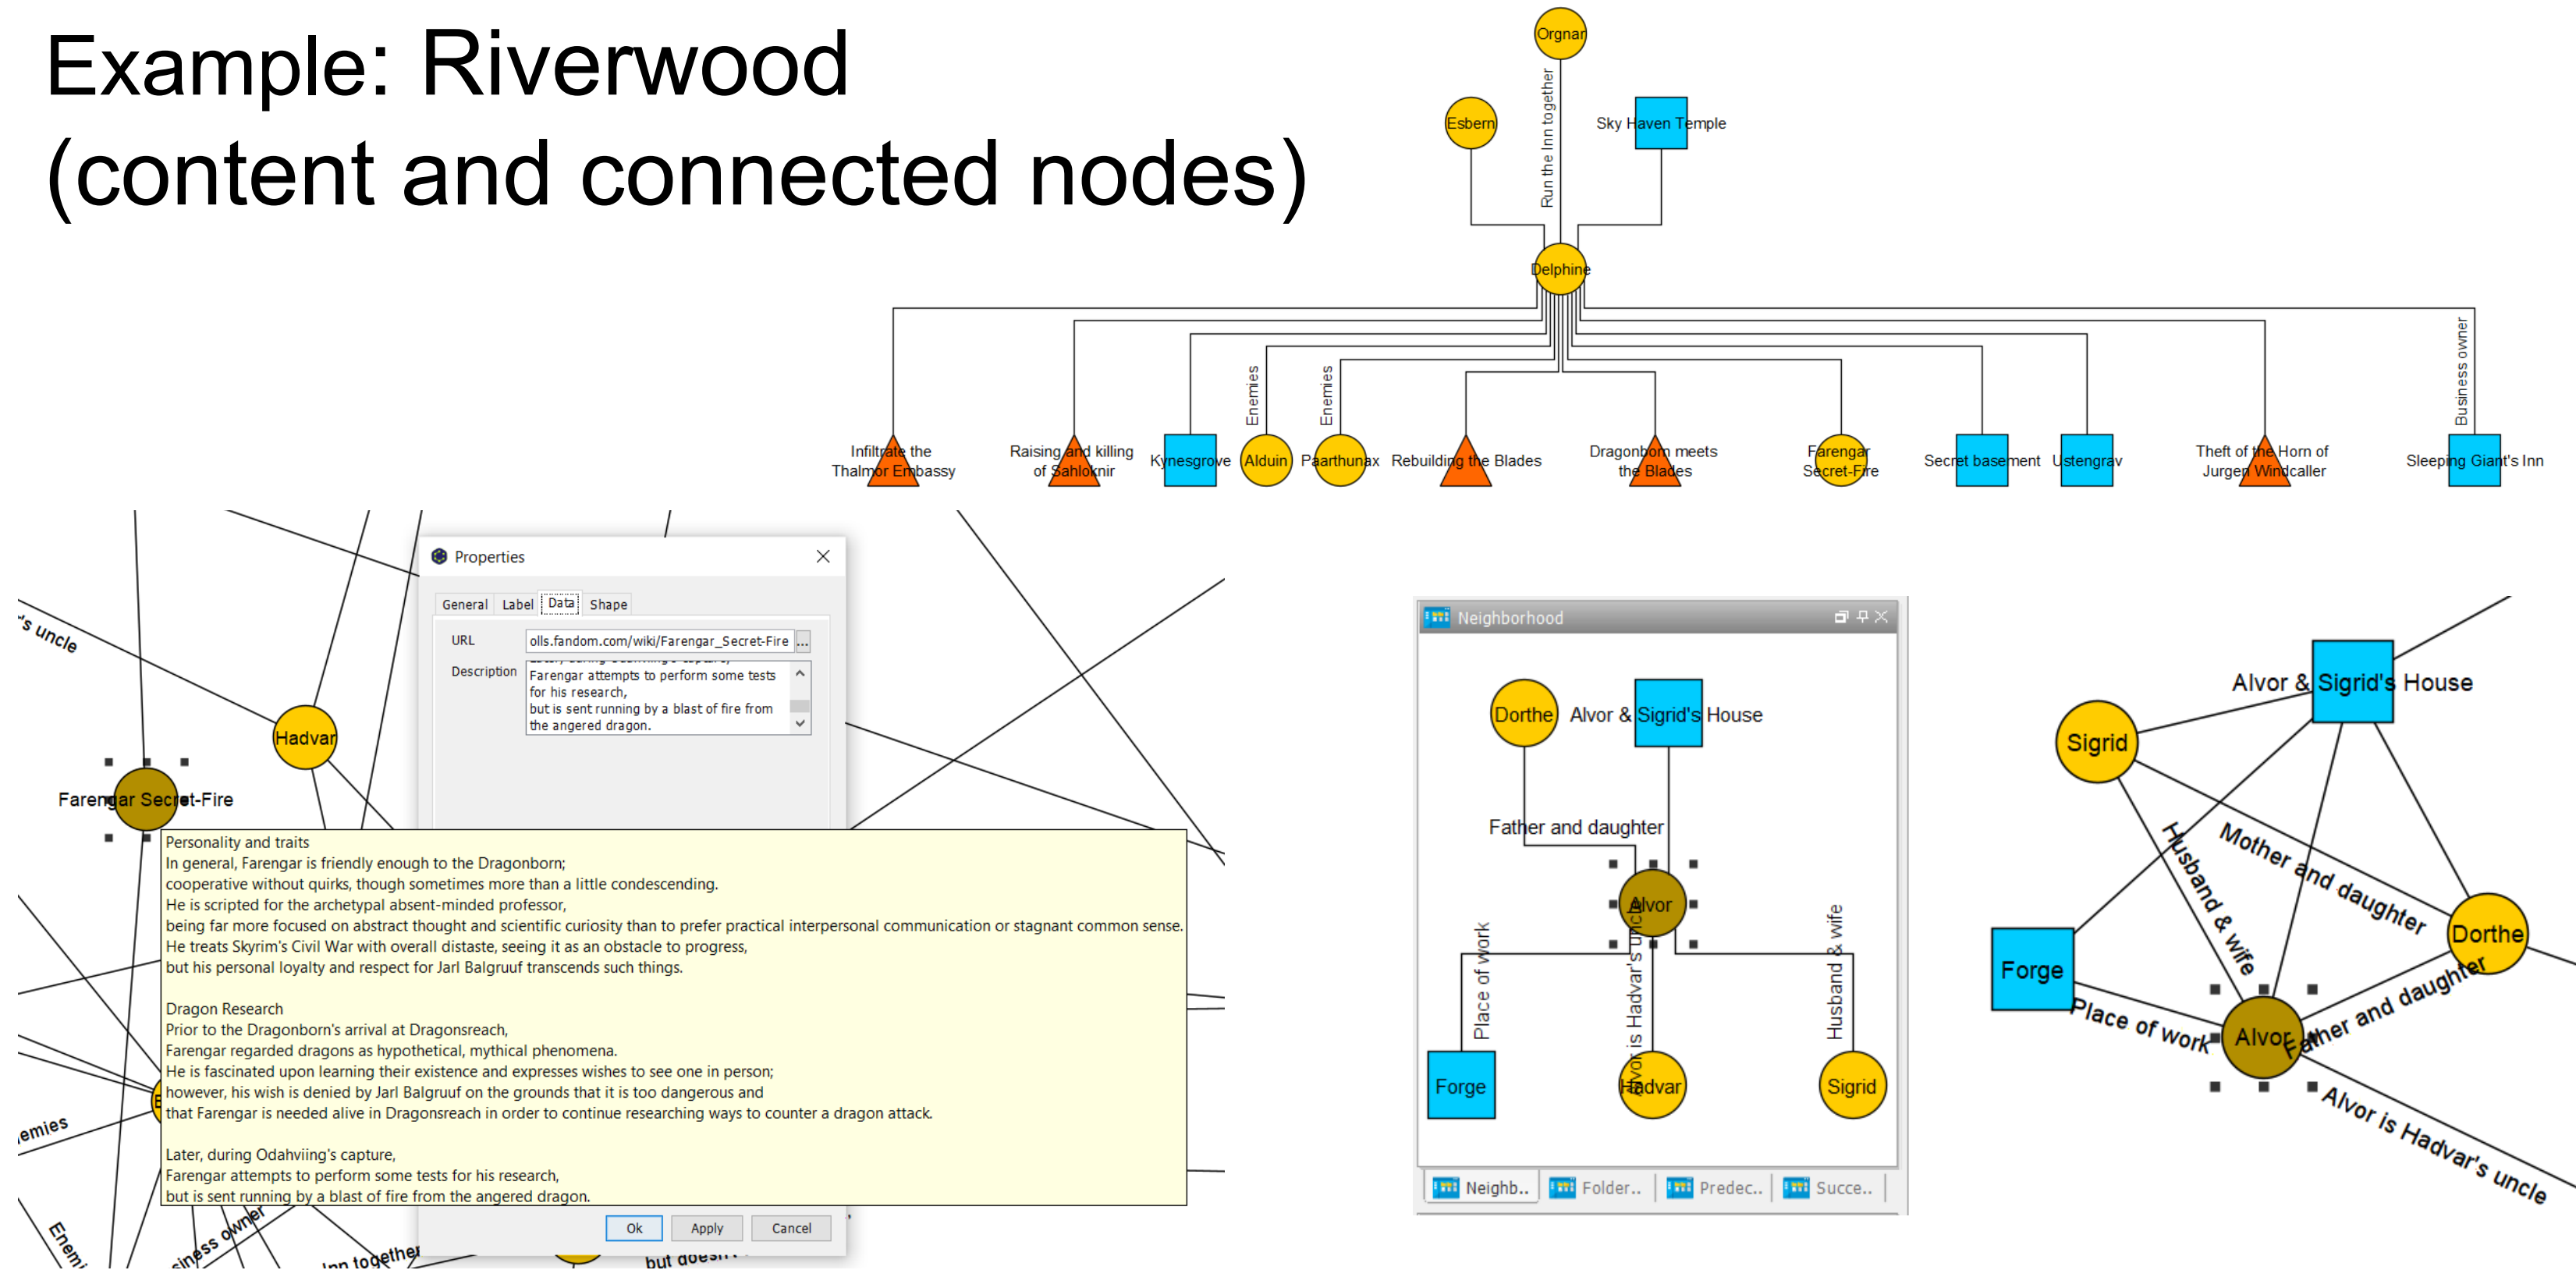 Example: Riverwood
(content and connected nodes)
Orgnar
Run the Inn together
Esbern
Sky Haven Temple
Delphine
Enemies
Enemies
Business owner
Infiltrate the
Thalmor Embassy
Raising and killing
of Sahloknir
Kynesgrove
Alduin
Paarthunax
Rebuilding the Blades
Dragonborn meets
the Blades
Farengar
Secret-Fire
Secret basement
Ustengrav
Theft of the Horn of
Jurgen Windcaller
Sleeping Giant's Inn
's uncle
Hadvar
Farengar Secret-Fire
emies
Enemi
siness owner
Inn together
but doesn't
Properties
General Label Data Shape
URL
olls.fandom.com/wiki/Farengar_Secret-Fire ...
Description
Farengar attempts to perform some tests
for his research,
but is sent running by a blast of fire from
the angered dragon.
Personality and traits
In general, Farengar is friendly enough to the Dragonborn;
cooperative without quirks, though sometimes more than a little condescending.
He is scripted for the archetypal absent-minded professor,
being far more focused on abstract thought and scientific curiosity than to prefer practical interpersonal communication or stagnant common sense.
He treats Skyrim's Civil War with overall distaste, seeing it as an obstacle to progress,
but his personal loyalty and respect for Jarl Balgruuf transcends such things.
Dragon Research
Prior to the Dragonborn's arrival at Dragonsreach,
Farengar regarded dragons as hypothetical, mythical phenomena.
He is fascinated upon learning their existence and expresses wishes to see one in person;
however, his wish is denied by Jarl Balgruuf on the grounds that it is too dangerous and
that Farengar is needed alive in Dragonsreach in order to continue researching ways to counter a dragon attack.
Later, during Odahviing's capture,
Farengar attempts to perform some tests for his research,
but is sent running by a blast of fire from the angered dragon.
Ok Apply Cancel
Neighborhood
Dorthe
Alvor & Sigrid's House
Father and daughter
Alvor
Place of work
Alvor is Hadvar's uncle
Husband & wife
Forge
Hadvar
Sigrid
Neighb.. Folder.. Predec.. Succe..
Alvor & Sigrid's House
Sigrid
Husband & wife
Mother and daughter
Dorthe
Forge
Place of work
Alvor
Father and daughter
Alvor is Hadvar's uncle